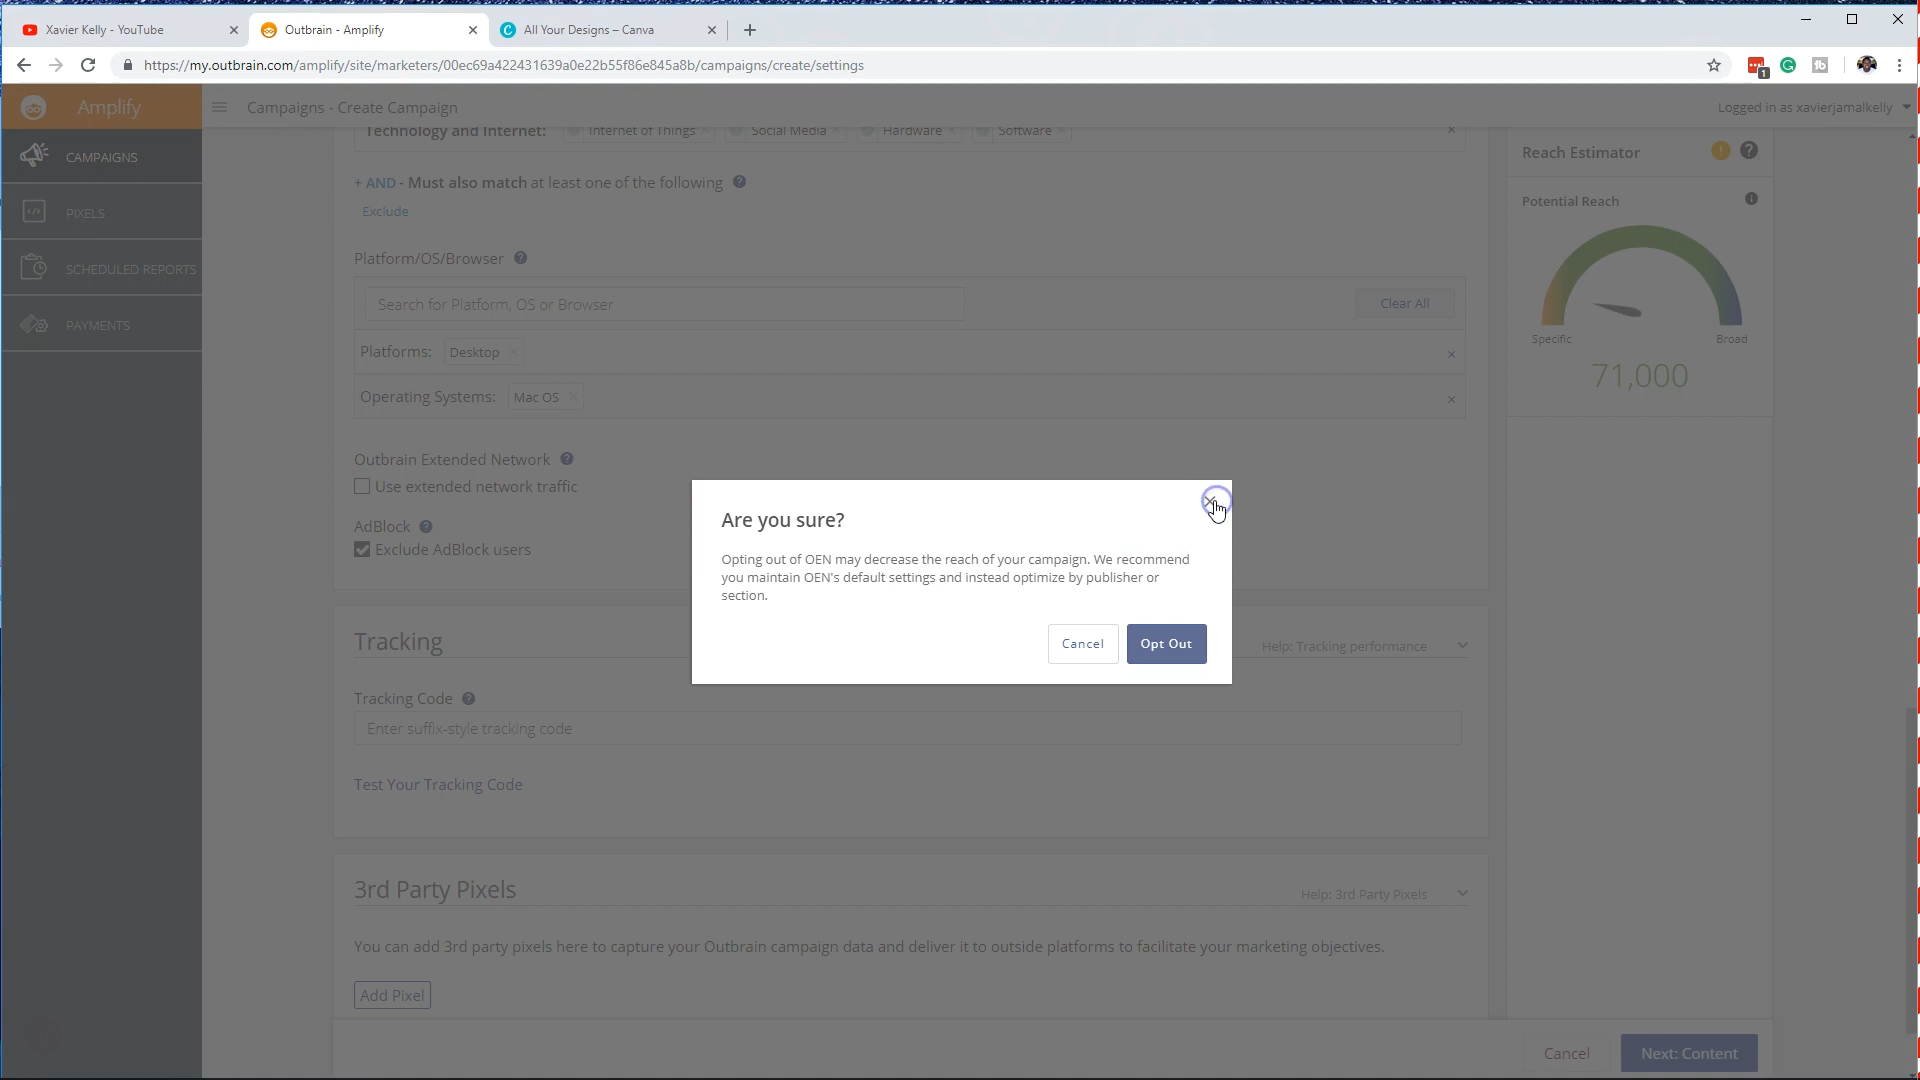 Xavier Kelly - YouTube
Outbrain - Amplify
All Your Designs – Canva
https://my.outbrain.com/amplify/site/marketers/00ec69a422431639a0e22b55f86e845a8b/campaigns/create/settings
1
Amplify
Campaigns - Create Campaign
Logged in as xavierjamalkelly
CAMPAIGNS
PIXELS
SCHEDULED REPORTS
PAYMENTS
Technology and Internet: Internet of Things Social Media Hardware Software
+ AND - Must also match at least one of the following
Exclude
Platform/OS/Browser
Search for Platform, OS or Browser
Clear All
Platforms: Desktop
Operating Systems: Mac OS
Outbrain Extended Network
Use extended network traffic
AdBlock
Exclude AdBlock users
Reach Estimator
Potential Reach
Specific
Broad
71,000
Are you sure?
Opting out of OEN may decrease the reach of your campaign. We recommend
you maintain OEN's default settings and instead optimize by publisher or
section.
Cancel
Opt Out
Tracking
Help: Tracking performance
Tracking Code
Enter suffix-style tracking code
Test Your Tracking Code
3rd Party Pixels
Help: 3rd Party Pixels
You can add 3rd party pixels here to capture your Outbrain campaign data and deliver it to outside platforms to facilitate your marketing objectives.
Add Pixel
Cancel
Next: Content